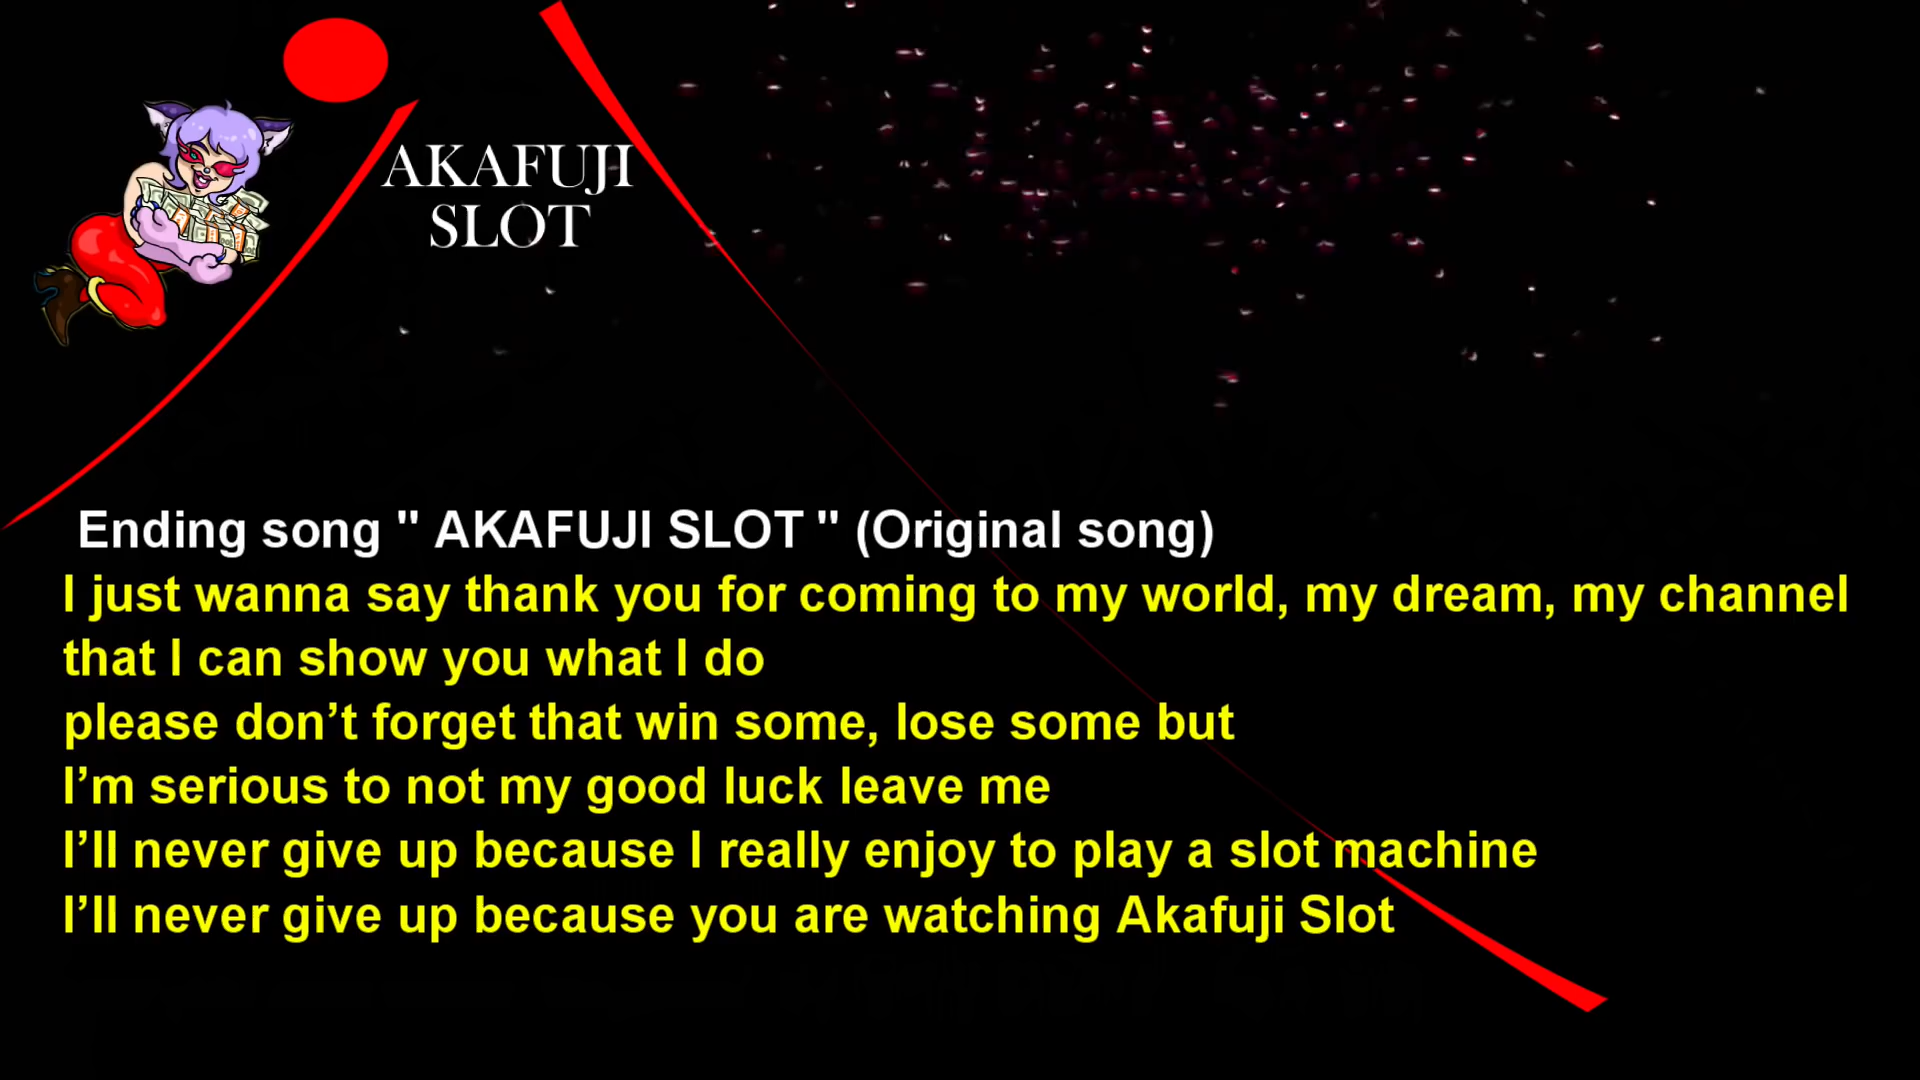 AKAFUJI
SLOT
Ending song " AKAFUJI SLOT " (Original song)
I just wanna say thank you for coming to my world, my dream, my channel
that I can show you what I do
please don’t forget that win some, lose some but
I’m serious to not my good luck leave me
I’ll never give up because I really enjoy to play a slot machine
I’ll never give up because you are watching Akafuji Slot